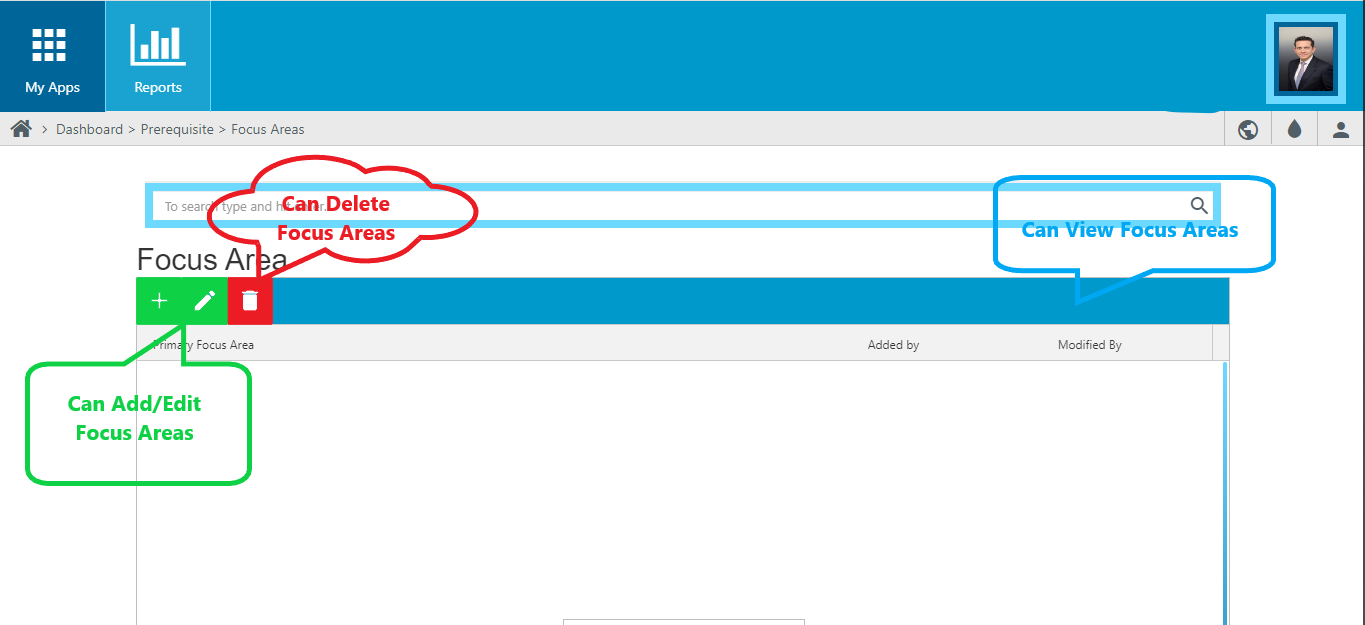 My Apps
Reports
Dashboard > Prerequisite > Focus Areas
To search type and hit enter..
Can Delete
Focus Areas
Can View Focus Areas
Focus Area
Primary Focus Area
Added by
Modified By
Can Add/Edit
Focus Areas